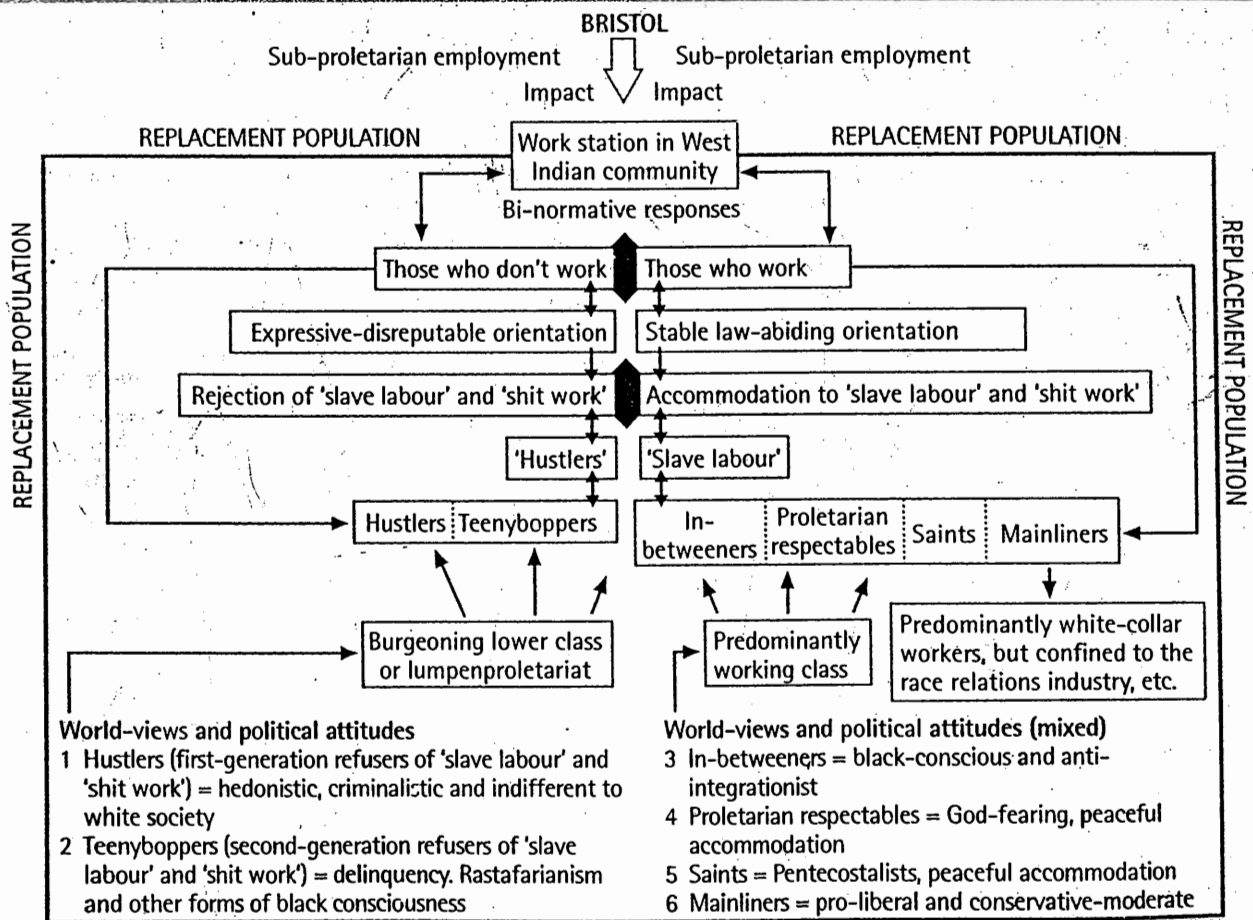 BRISTOL
Sub-proletarian employment
Sub-proletarian employment
Impact
Impact
REPLACEMENT POPULATION
REPLACEMENT POPULATION
REPLACEMENT POPULATION
REPLACEMENT POPULATION
Work station in West
Indian community
Bi-normative responses
Those who don't work
Those who work
Expressive-disreputable orientation
Stable law-abiding orientation
Rejection of 'slave labour' and 'shit work'
Accommodation to 'slave labour' and 'shit work'
'Hustlers'
'Slave labour'
Hustlers
Teenyboppers
In-
betweeners
Proletarian
respectables
Saints
Mainliners
Burgeoning lower class
or lumpenproletariat
Predominantly
working class
Predominantly white-collar
workers, but confined to the
race relations industry, etc.
World-views and political attitudes
1 Hustlers (first-generation refusers of 'slave labour' and
'shit work') = hedonistic, criminalistic and indifferent to
white society
2 Teenyboppers (second-generation refusers of 'slave
labour' and 'shit work') = delinquency. Rastafarianism
and other forms of black consciousness
World-views and political attitudes (mixed)
3 In-betweeners = black-conscious and anti-
integrationist
4 Proletarian respectables = God-fearing, peaceful
accommodation
5 Saints = Pentecostalists, peaceful accommodation
6 Mainliners = pro-liberal and conservative-moderate